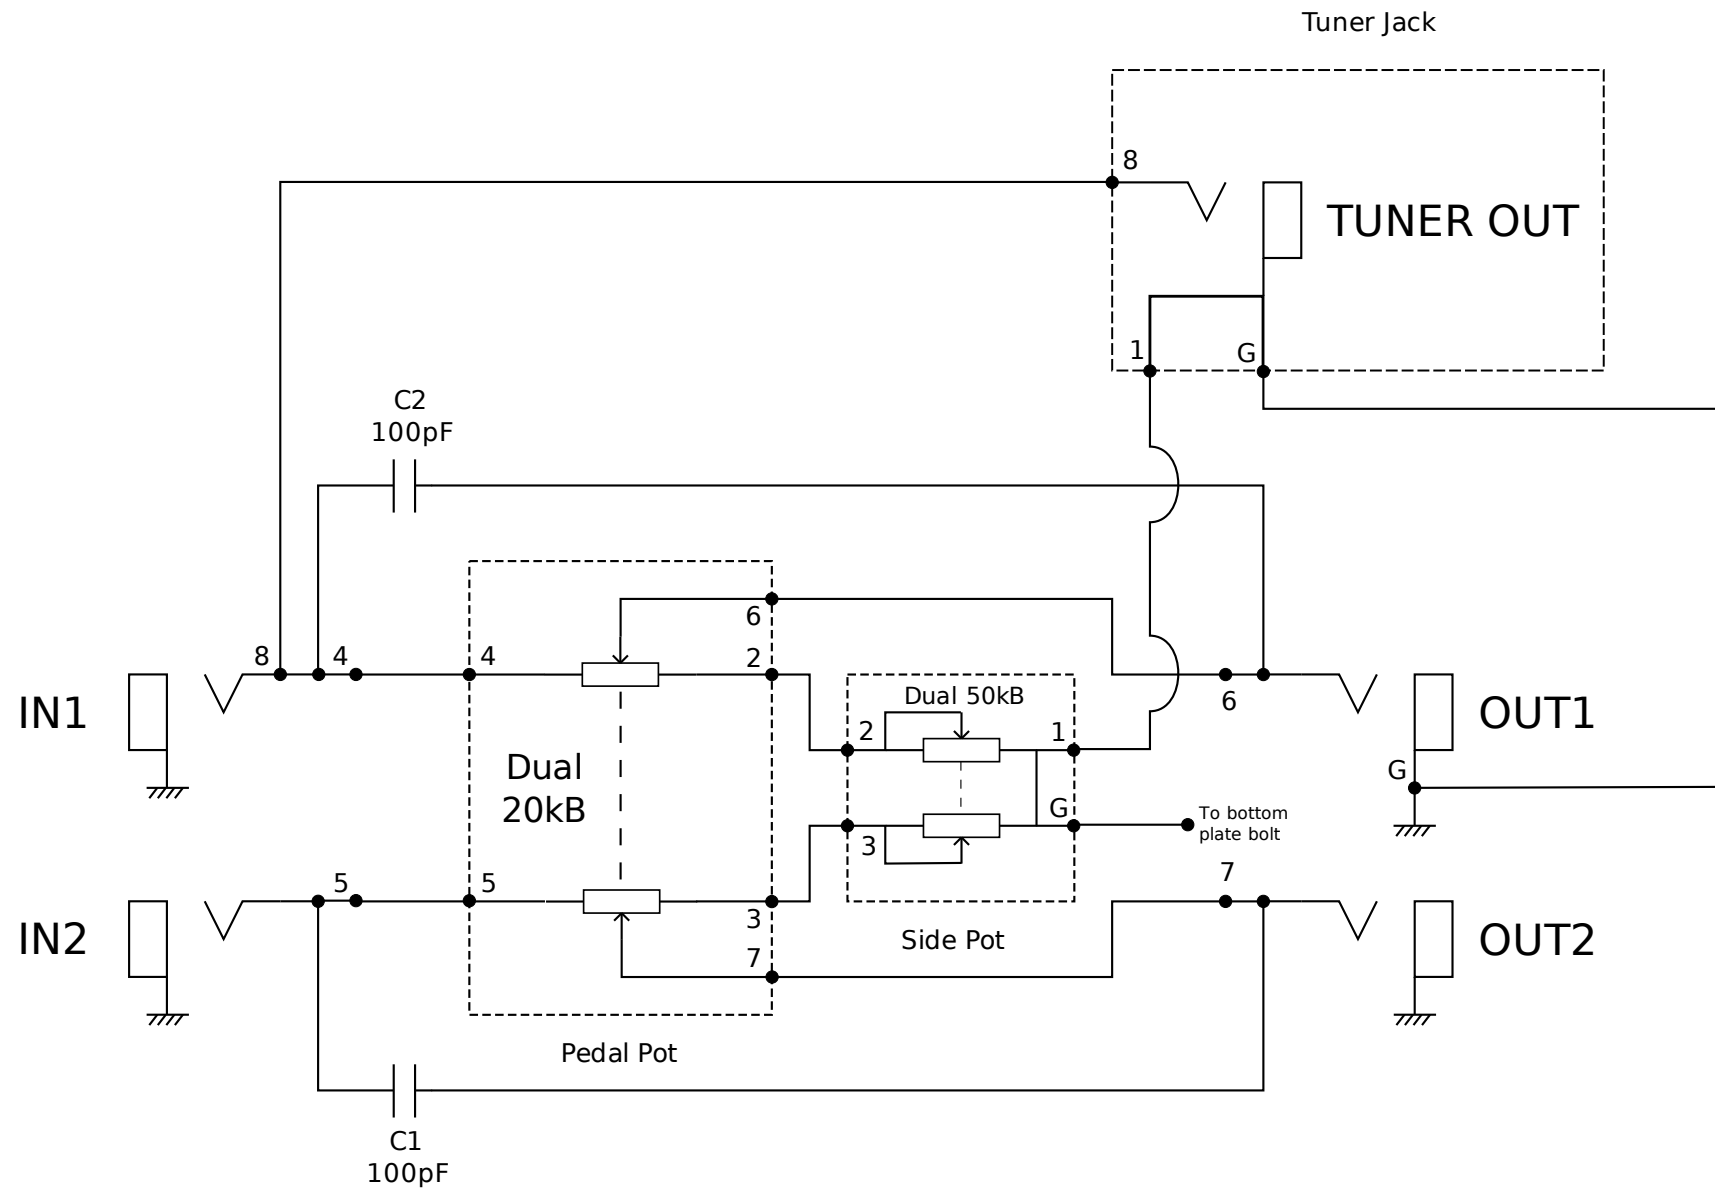 Tuner Jack
8
TUNER OUT
1
G
C2
100pF
6
8
4
4
2
IN1
Dual 50kB
2
1
6
OUT1
Dual
20kB
G
G
To bottom
plate bolt
3
5
5
3
7
7
IN2
Side Pot
OUT2
Pedal Pot
C1
100pF